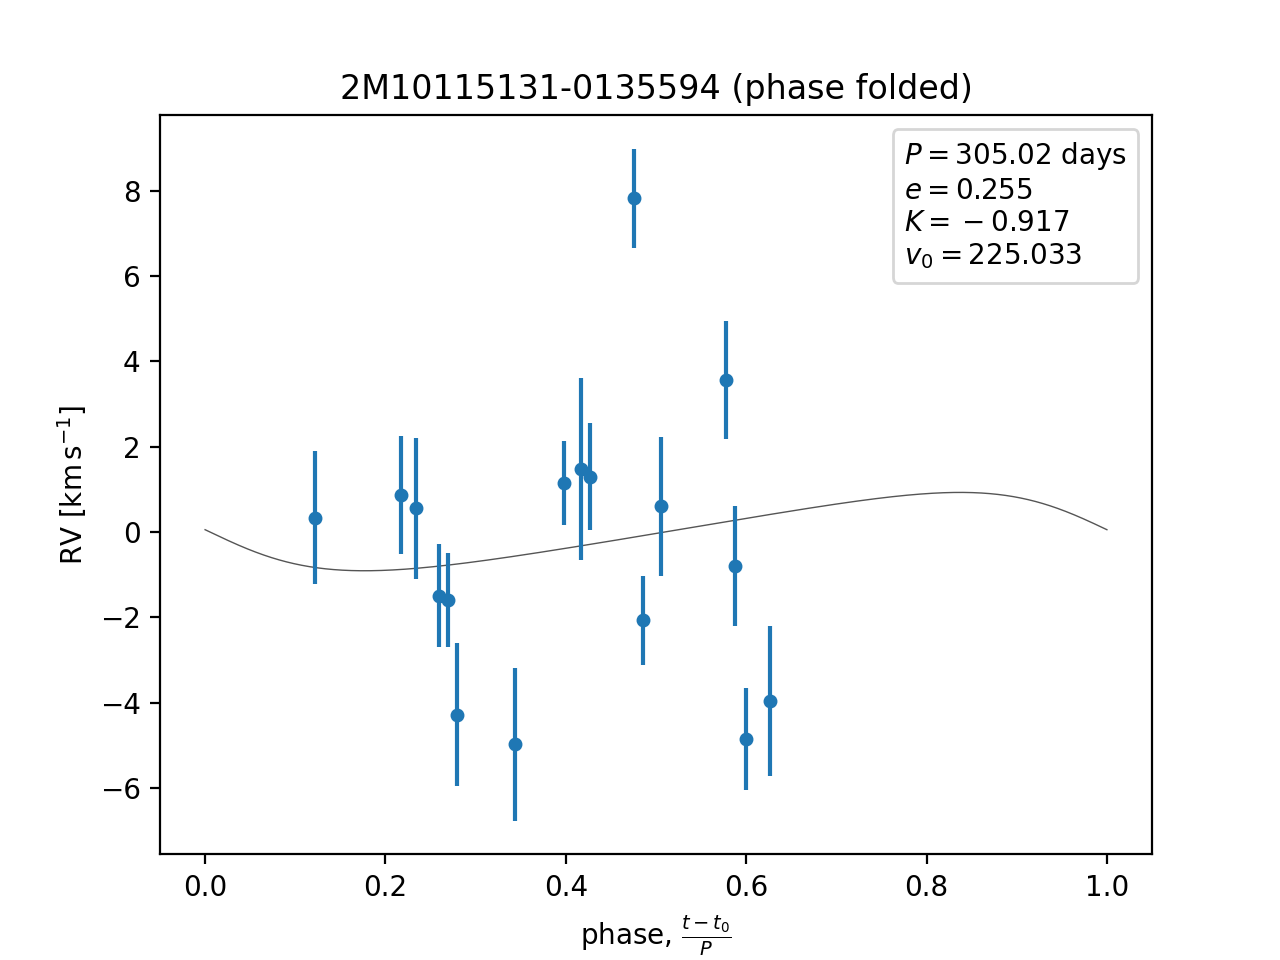 2M10115131-0135594 (phase folded)
P = 305.02 days
e = 0.255
K = −0.917
v₀ = 225.033
8
6
4
2
0
−2
−4
−6
RV [km s⁻¹]
0.0 0.2 0.4 0.6 0.8 1.0
phase, (t − t₀)/P